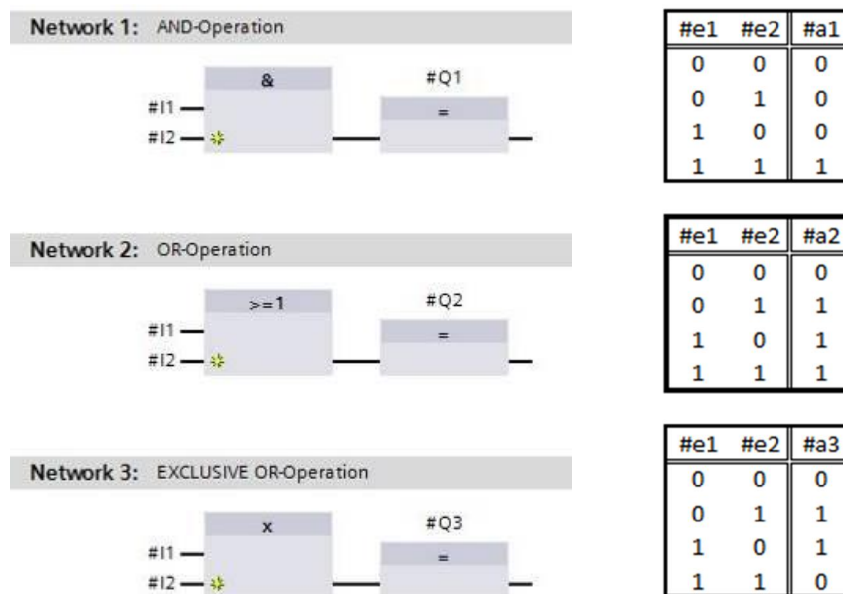 Network 1: AND-Operation
&
#Q1
#I1
=
#I2
#e1 #e2 #a1
0 0 0
0 1 0
1 0 0
1 1 1
Network 2: OR-Operation
>=1
#Q2
#I1
=
#I2
#e1 #e2 #a2
0 0 0
0 1 1
1 0 1
1 1 1
Network 3: EXCLUSIVE OR-Operation
x
#Q3
#I1
=
#I2
#e1 #e2 #a3
0 0 0
0 1 1
1 0 1
1 1 0